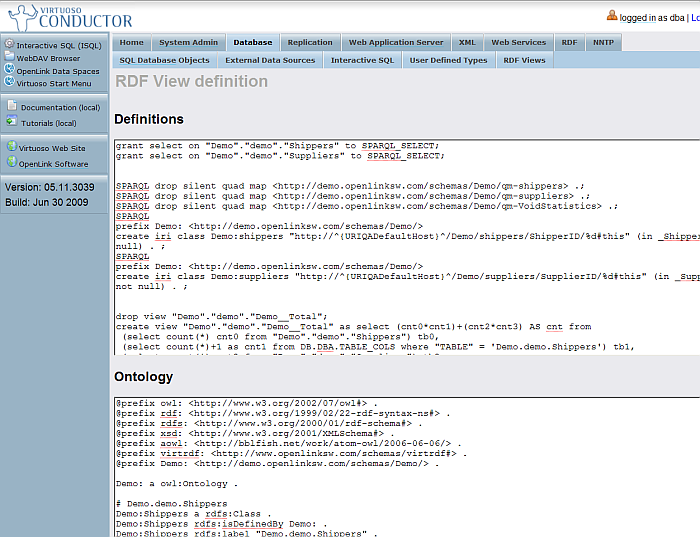 VIRTUOSO
CONDUCTOR
logged in as dba |
Interactive SQL (ISQL)
WebDAV Browser
OpenLink Data Spaces
Virtuoso Start Menu
Documentation (local)
Tutorials (local)
Virtuoso Web Site
OpenLink Software
Version: 05.11.3039
Build: Jun 30 2009
Home System Admin Database Replication Web Application Server XML Web Services RDF NNTP
SQL Database Objects External Data Sources Interactive SQL User Defined Types RDF Views
RDF View definition
Definitions
grant select on "Demo"."demo"."Shippers" to SPARQL_SELECT;
grant select on "Demo"."demo"."Suppliers" to SPARQL_SELECT;
SPARQL drop silent quad map <http://demo.openlinksw.com/schemas/Demo/qm-shippers> .;
SPARQL drop silent quad map <http://demo.openlinksw.com/schemas/Demo/qm-suppliers> .;
SPARQL drop silent quad map <http://demo.openlinksw.com/schemas/Demo/qm-VoidStatistics> .;
SPARQL
prefix Demo: <http://demo.openlinksw.com/schemas/Demo/>
create iri class Demo:shippers "http://^{URIQADefaultHost}^/Demo/shippers/ShipperID/%d#this" (in _Shippe
null) . ;
SPARQL
prefix Demo: <http://demo.openlinksw.com/schemas/Demo/>
create iri class Demo:suppliers "http://^{URIQADefaultHost}^/Demo/suppliers/SupplierID/%d#this" (in _Sup
not null) . ;
drop view "Demo"."demo"."Demo__Total";
create view "Demo"."demo"."Demo__Total" as select (cnt0*cnt1)+(cnt2*cnt3) AS cnt from
(select count(*) cnt0 from "Demo"."demo"."Shippers") tb0,
(select count(*)+1 as cnt1 from DB.DBA.TABLE_COLS where "TABLE" = 'Demo.demo.Shippers') tb1,
Ontology
@prefix owl: <http://www.w3.org/2002/07/owl#> .
@prefix rdf: <http://www.w3.org/1999/02/22-rdf-syntax-ns#> .
@prefix rdfs: <http://www.w3.org/2000/01/rdf-schema#> .
@prefix xsd: <http://www.w3.org/2001/XMLSchema#> .
@prefix aowl: <http://bblfish.net/work/atom-owl/2006-06-06/> .
@prefix virtrdf: <http://www.openlinksw.com/schemas/virtrdf#> .
@prefix Demo: <http://demo.openlinksw.com/schemas/Demo/> .
Demo: a owl:Ontology .
# Demo.demo.Shippers
Demo:Shippers a rdfs:Class .
Demo:Shippers rdfs:isDefinedBy Demo: .
Demo:Shippers rdfs:label "Demo.demo.Shippers" .